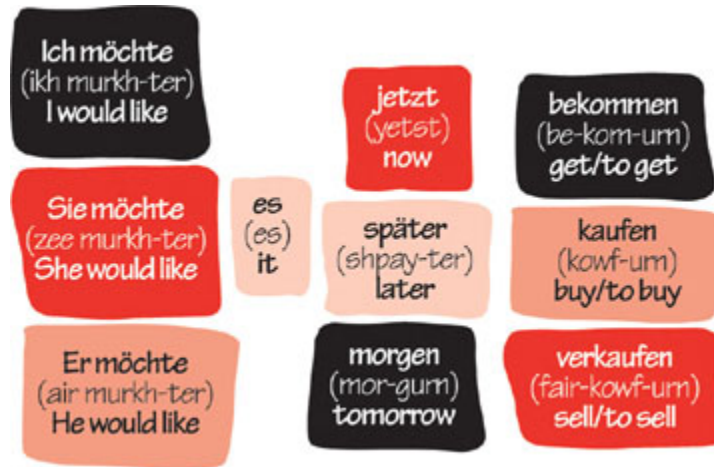 Ich möchte
(ikh murkh-ter)
I would like
Sie möchte
(zee murkh-ter)
She would like
Er möchte
(air murkh-ter)
He would like
es
(es)
it
jetzt
(yetst)
now
später
(shpay-ter)
later
morgen
(mor-gurn)
tomorrow
bekommen
(be-kom-urn)
get/to get
kaufen
(kowf-urn)
buy/to buy
verkaufen
(fair-kowf-urn)
sell/to sell